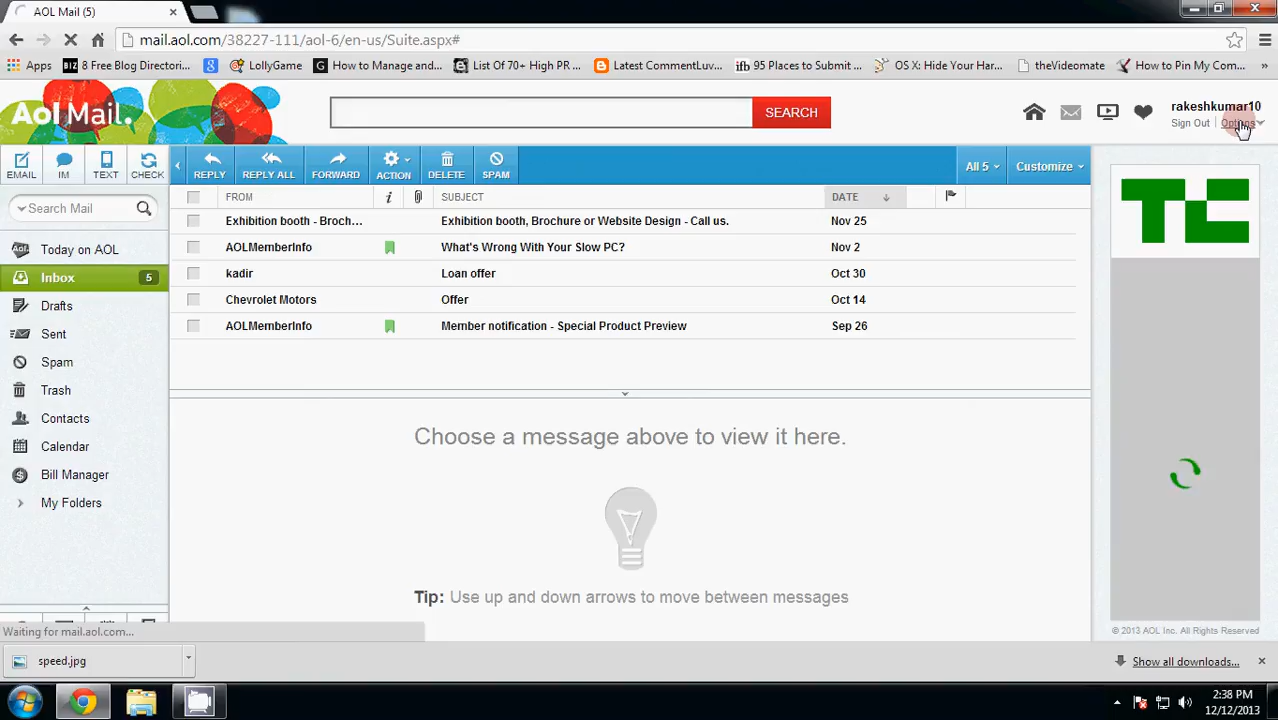 AOL Mail (5)
mail.aol.com/38227-111/aol-6/en-us/Suite.aspx#
Apps
BIZ 8 Free Blog Directori...
LollyGame
G How to Manage and...
List Of 70+ High PR ...
Latest CommentLuv...
ifb 95 Places to Submit ...
OS X: Hide Your Har...
theVideomate
How to Pin My Com...
»
Aol Mail.
SEARCH
rakeshkumar10
Sign Out | Options
EMAIL
IM
TEXT
CHECK
REPLY
REPLY ALL
FORWARD
ACTION
DELETE
SPAM
All 5
Customize
Search Mail
FROM
SUBJECT
DATE
Exhibition booth - Broch... Exhibition booth, Brochure or Website Design - Call us. Nov 25
AOLMemberInfo What's Wrong With Your Slow PC? Nov 2
kadir Loan offer Oct 30
Chevrolet Motors Offer Oct 14
AOLMemberInfo Member notification - Special Product Preview Sep 26
Today on AOL
Inbox 5
Drafts
Sent
Spam
Trash
Contacts
Calendar
Bill Manager
My Folders
TC
Choose a message above to view it here.
Tip: Use up and down arrows to move between messages
© 2013 AOL Inc. All Rights Reserved
Waiting for mail.aol.com...
speed.jpg
Show all downloads...
2:38 PM
12/12/2013